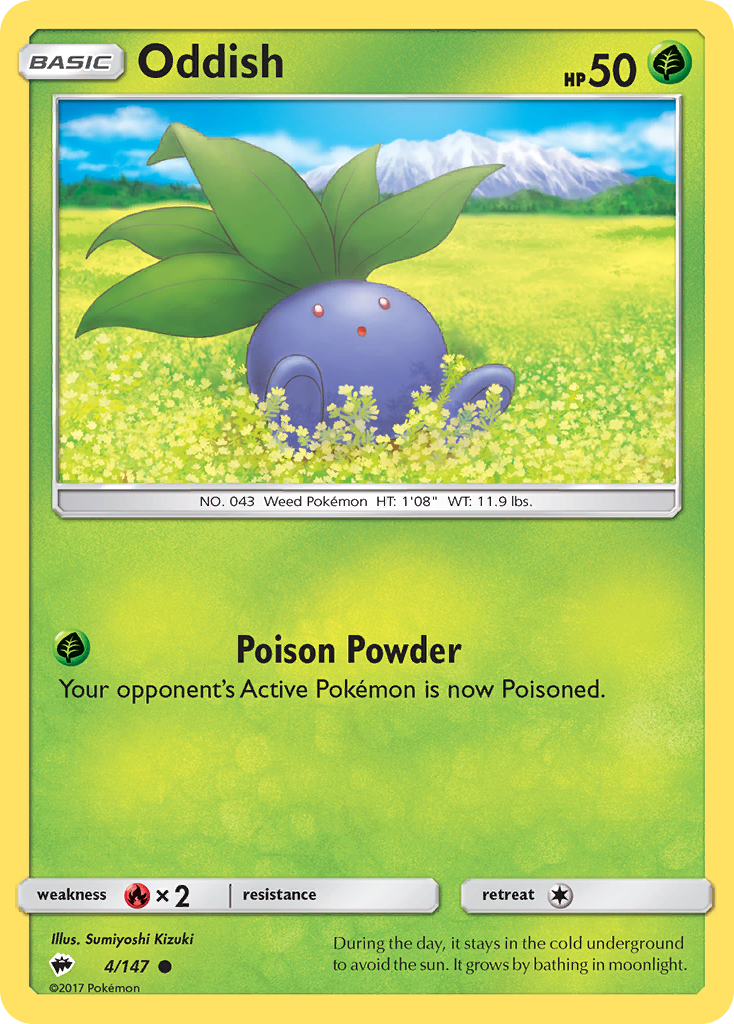 BASIC Oddish HP 50
NO. 043 Weed Pokémon HT: 1'08" WT: 11.9 lbs.
Poison Powder
Your opponent's Active Pokémon is now Poisoned.
weakness × 2 resistance retreat
Illus. Sumiyoshi Kizuki
4/147
©2017 Pokémon
During the day, it stays in the cold underground
to avoid the sun. It grows by bathing in moonlight.